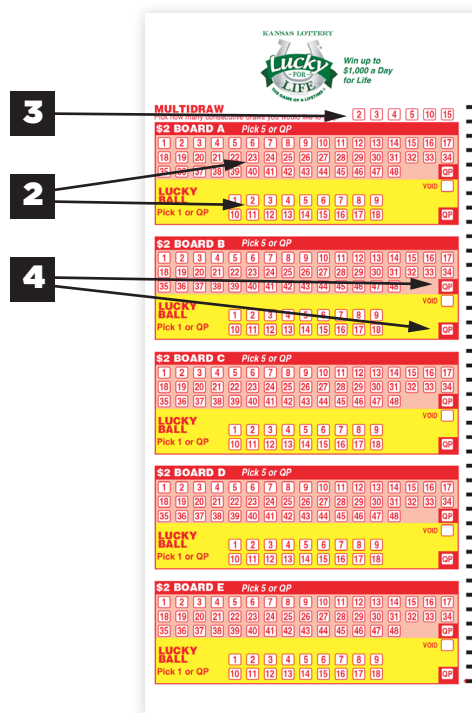 KANSAS LOTTERY
Lucky
FOR
LIFE
THE GAME OF A LIFETIME
Win up to
$1,000 a Day
for Life
3
MULTIDRAW
Pick how many consecutive draws you would like to
2 3 4 5 10 15
$2 BOARD A Pick 5 or QP
1 2 3 4 5 6 7 8 9 10 11 12 13 14 15 16 17
18 19 20 21 22 23 24 25 26 27 28 29 30 31 32 33 34
35 36 37 38 39 40 41 42 43 44 45 46 47 48 QP
VOID
2
LUCKY
BALL
1 2 3 4 5 6 7 8 9
Pick 1 or QP
10 11 12 13 14 15 16 17 18 QP
$2 BOARD B Pick 5 or QP
1 2 3 4 5 6 7 8 9 10 11 12 13 14 15 16 17
18 19 20 21 22 23 24 25 26 27 28 29 30 31 32 33 34
4
35 36 37 38 39 40 41 42 43 44 45 46 47 48 QP
VOID
LUCKY
BALL
1 2 3 4 5 6 7 8 9
Pick 1 or QP
10 11 12 13 14 15 16 17 18 QP
$2 BOARD C Pick 5 or QP
1 2 3 4 5 6 7 8 9 10 11 12 13 14 15 16 17
18 19 20 21 22 23 24 25 26 27 28 29 30 31 32 33 34
35 36 37 38 39 40 41 42 43 44 45 46 47 48 QP
VOID
LUCKY
BALL
1 2 3 4 5 6 7 8 9
Pick 1 or QP
10 11 12 13 14 15 16 17 18 QP
$2 BOARD D Pick 5 or QP
1 2 3 4 5 6 7 8 9 10 11 12 13 14 15 16 17
18 19 20 21 22 23 24 25 26 27 28 29 30 31 32 33 34
35 36 37 38 39 40 41 42 43 44 45 46 47 48 QP
VOID
LUCKY
BALL
1 2 3 4 5 6 7 8 9
Pick 1 or QP
10 11 12 13 14 15 16 17 18 QP
$2 BOARD E Pick 5 or QP
1 2 3 4 5 6 7 8 9 10 11 12 13 14 15 16 17
18 19 20 21 22 23 24 25 26 27 28 29 30 31 32 33 34
35 36 37 38 39 40 41 42 43 44 45 46 47 48 QP
VOID
LUCKY
BALL
1 2 3 4 5 6 7 8 9
Pick 1 or QP
10 11 12 13 14 15 16 17 18 QP